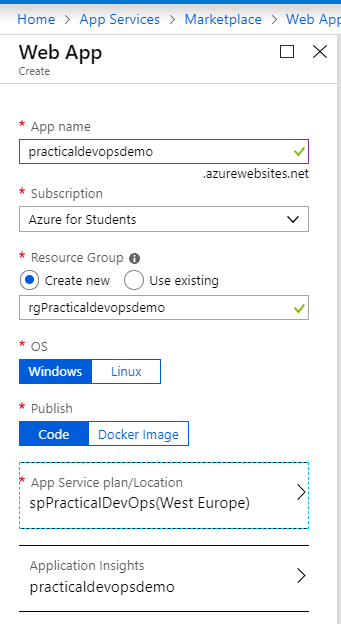 Home > App Services > Marketplace > Web App
Web App
Create
* App name
practicaldevopsdemo
.azurewebsites.net
* Subscription
Azure for Students
* Resource Group
Create new Use existing
rgPracticaldevopsdemo
* OS
Windows Linux
* Publish
Code Docker Image
* App Service plan/Location
spPracticalDevOps(West Europe)
Application Insights
practicaldevopsdemo